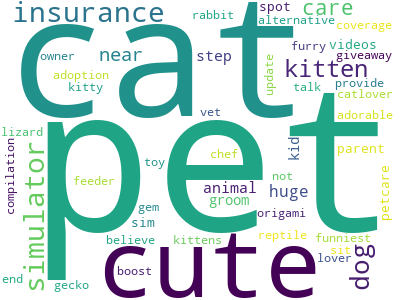 insurance
rabbit
spot
care
alternative
coverage
cat
owner
near
step
furry
videos
giveaway
adoption
kitty
update
kitten
talk
provide
catlover
vet
adorable
pet
lizard
compilation
simulator
feeder
toy
chef
kid
not
parent
petcare
animal
huge
gem
groom
sim
origami
believe
kittens
reptile
funniest
sit
dog
lover
end
gecko
boost
cute